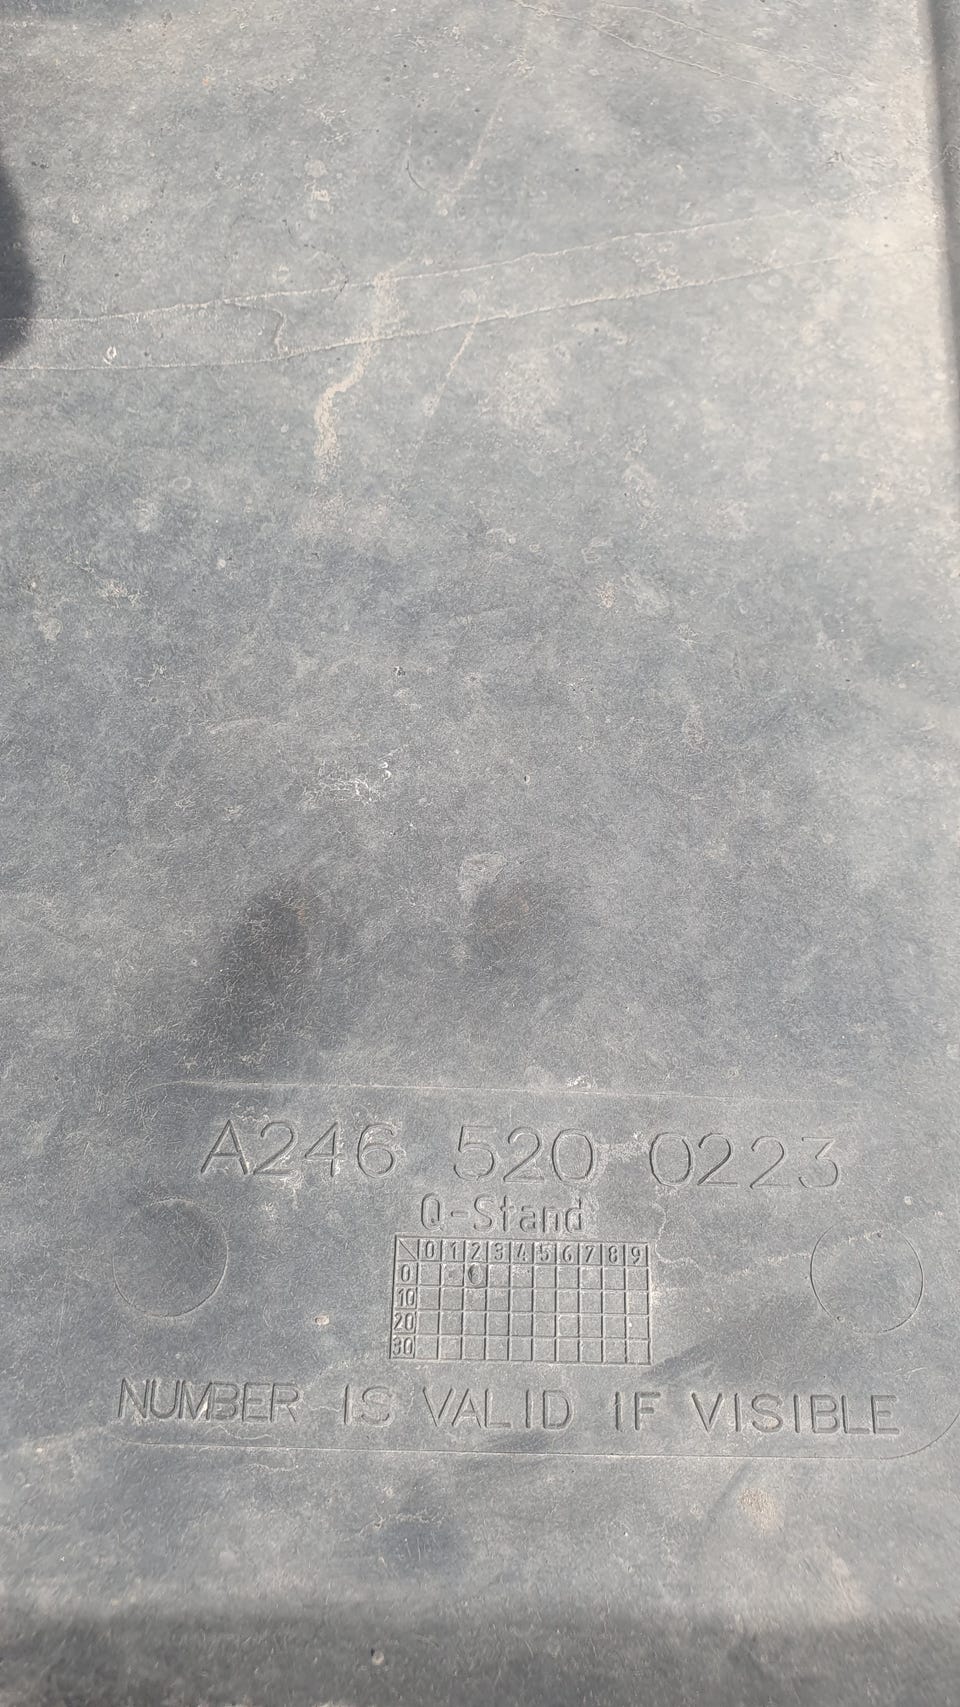 A246 520 0223
Q-Stand
0 1 2 3 4 5 6 7 8 9
0
10
20
30
NUMBER IS VALID IF VISIBLE